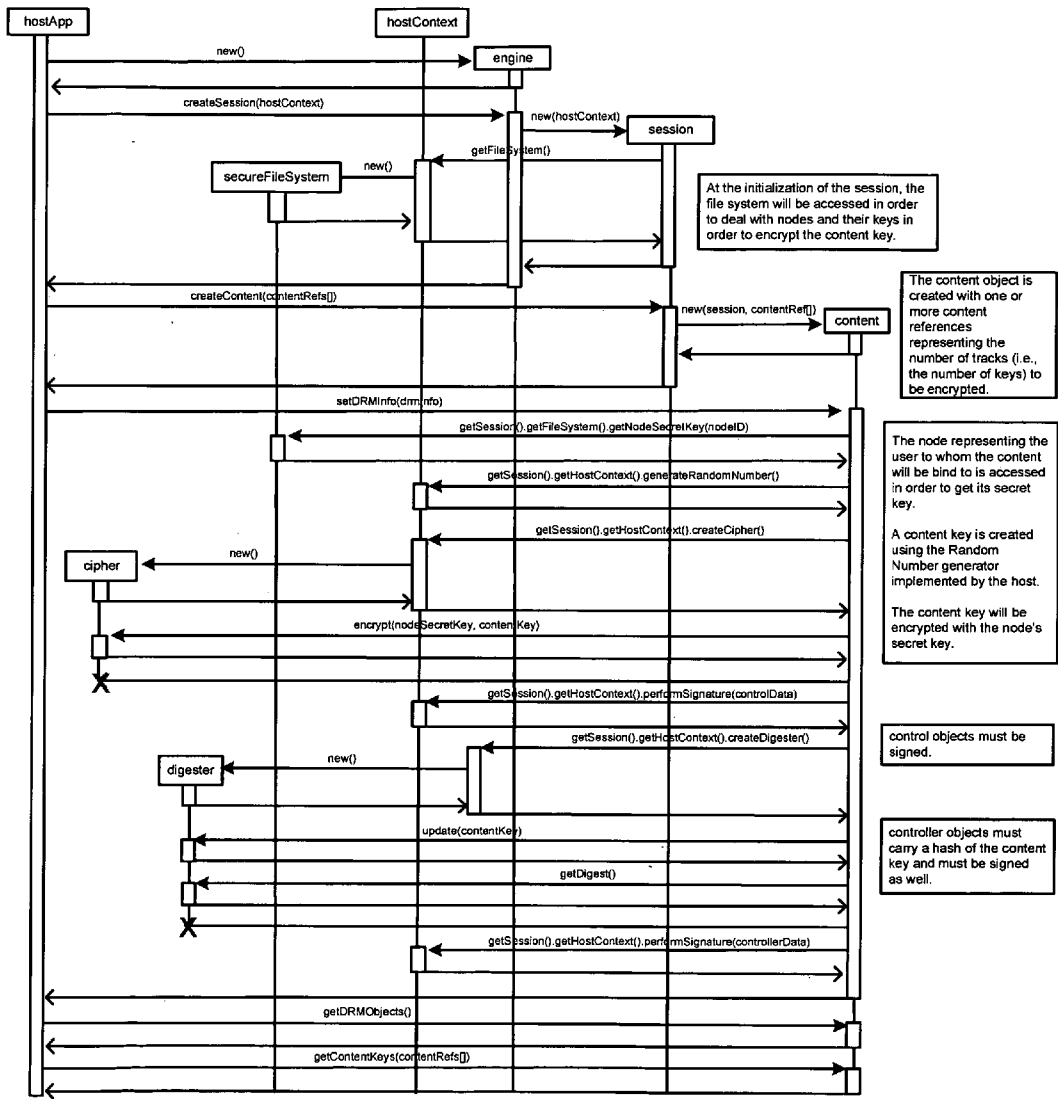 hostApp
hostContext
new()
engine
createSession(hostContext)
new(hostContext)
session
getFileSystem()
new()
secureFileSystem
At the initialization of the session, the
file system will be accessed in order
to deal with nodes and their keys in
order to encrypt the content key.
createContent(contentRefs[])
new(session, contentRef[])
content
The content object is
created with one or
more content
references
representing the
number of tracks (i.e.,
the number of keys) to
be encrypted.
setDRMInfo(drmInfo)
getSession().getFileSystem().getNodeSecretKey(nodeID)
The node representing the
user to whom the content
will be bind to is accessed
in order to get its secret
key.
getSession().getHostContext().generateRandomNumber()
getSession().getHostContext().createCipher()
A content key is created
using the Random
Number generator
implemented by the host.
new()
cipher
The content key will be
encrypted with the node's
secret key.
encrypt(nodeSecretKey, contentKey)
getSession().getHostContext().performSignature(controlData)
getSession().getHostContext().createDigester()
control objects must be
signed.
new()
digester
update(contentKey)
controller objects must
carry a hash of the content
key and must be signed
as well.
getDigest()
getSession().getHostContext().performSignature(controllerData)
getDRMObjects()
getContentKeys(contentRefs[])